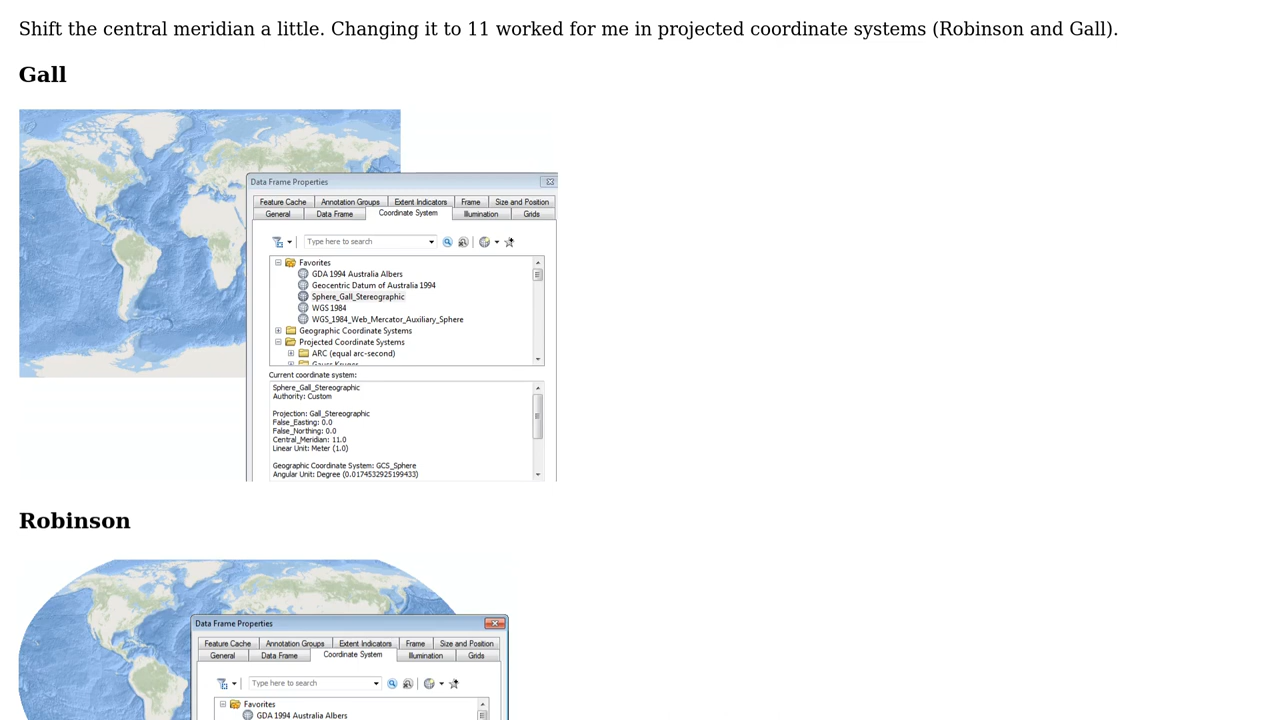 Shift the central meridian a little. Changing it to 11 worked for me in projected coordinate systems (Robinson and Gall).
Gall
Data Frame Properties
Feature Cache Annotation Groups Extent Indicators Frame Size and Position
General Data Frame Coordinate System Illumination Grids
Type here to search
Favorites
GDA 1994 Australia Albers
Geocentric Datum of Australia 1994
Sphere_Gall_Stereographic
WGS 1984
WGS_1984_Web_Mercator_Auxiliary_Sphere
Geographic Coordinate Systems
Projected Coordinate Systems
ARC (equal arc-second)
Current coordinate system:
Sphere_Gall_Stereographic
Authority: Custom
Projection: Gall_Stereographic
False_Easting: 0.0
False_Northing: 0.0
Central_Meridian: 11.0
Linear Unit: Meter (1.0)
Geographic Coordinate System: GCS_Sphere
Angular Unit: Degree (0.0174532925199433)
Robinson
Data Frame Properties
Feature Cache Annotation Groups Extent Indicators Frame Size and Position
General Data Frame Coordinate System Illumination Grids
Type here to search
Favorites
GDA 1994 Australia Albers